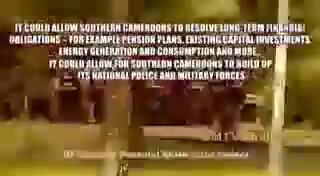 IT COULD ALLOW SOUTHERN CAMEROONS TO RESOLVE LONG-TERM FINANCIAL
OBLIGATIONS - FOR EXAMPLE PENSION PLANS, EXISTING CAPITAL INVESTMENTS,
ENERGY GENERATION AND CONSUMPTION AND MORE.
IT COULD ALLOW FOR SOUTHERN CAMEROONS TO BUILD UP
ITS NATIONAL POLICE AND MILITARY FORCES